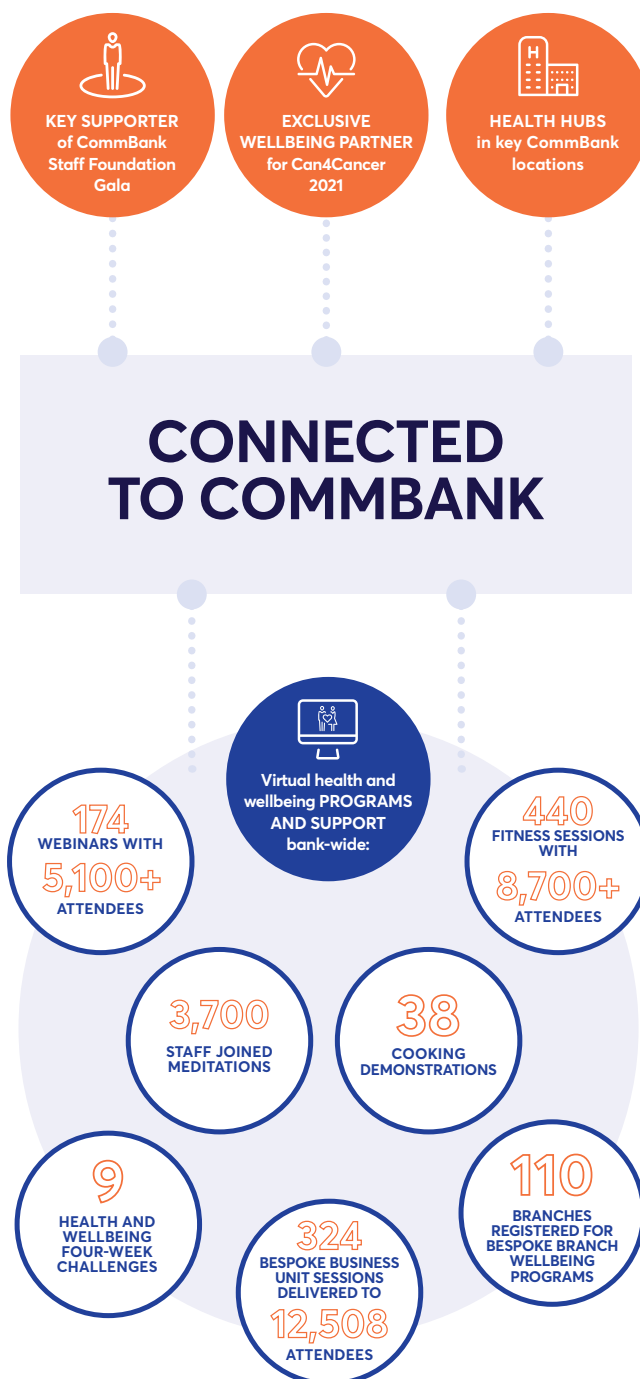 KEY SUPPORTER
of CommBank
Staff Foundation
Gala
EXCLUSIVE
WELLBEING PARTNER
for Can4Cancer
2021
H
HEALTH HUBS
in key CommBank
locations
CONNECTED
TO COMMBANK
Virtual health and
wellbeing PROGRAMS
AND SUPPORT
bank-wide:
174
WEBINARS WITH
5,100+
ATTENDEES
440
FITNESS SESSIONS
WITH
8,700+
ATTENDEES
3,700
STAFF JOINED
MEDITATIONS
38
COOKING
DEMONSTRATIONS
9
HEALTH AND
WELLBEING
FOUR-WEEK
CHALLENGES
324
BESPOKE BUSINESS
UNIT SESSIONS
DELIVERED TO
12,508
ATTENDEES
110
BRANCHES
REGISTERED FOR
BESPOKE BRANCH
WELLBEING
PROGRAMS